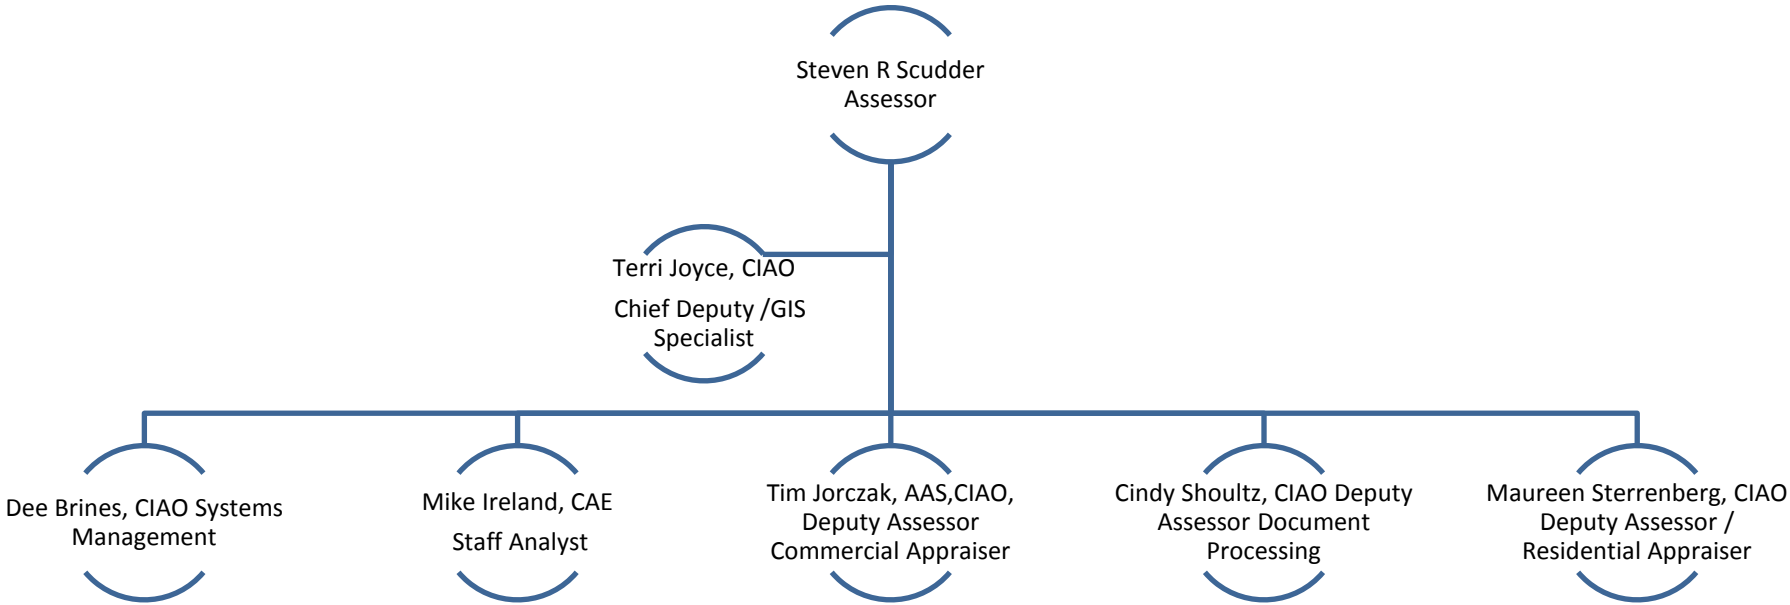 Steven R Scudder
Assessor
Terri Joyce, CIAO
Chief Deputy /GIS
Specialist
Dee Brines, CIAO Systems
Management
Mike Ireland, CAE
Staff Analyst
Tim Jorczak, AAS,CIAO,
Deputy Assessor
Commercial Appraiser
Cindy Shoultz, CIAO Deputy
Assessor Document
Processing
Maureen Sterrenberg, CIAO
Deputy Assessor /
Residential Appraiser